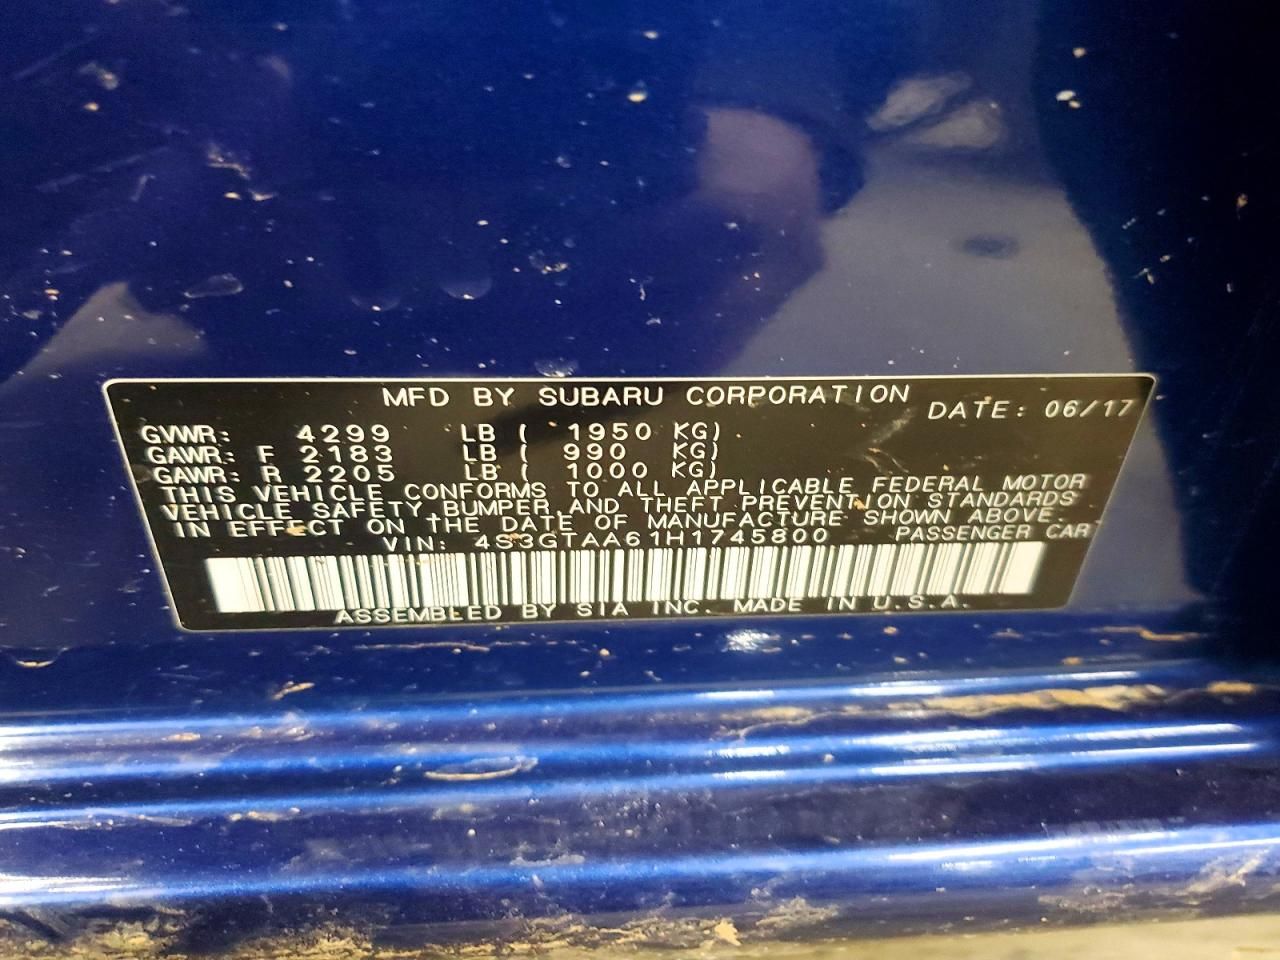 MFD BY SUBARU CORPORATION
DATE: 06/17
GVWR: 4299 LB ( 1950 KG)
GAWR: F 2183 LB ( 990 KG)
GAWR: R 2205 LB ( 1000 KG)
THIS VEHICLE CONFORMS TO ALL APPLICABLE FEDERAL MOTOR
VEHICLE SAFETY, BUMPER, AND THEFT PREVENTION STANDARDS
IN EFFECT ON THE DATE OF MANUFACTURE SHOWN ABOVE.
VIN: 4S3GTAA61H1745800 PASSENGER CAR
ASSEMBLED BY SIA INC. MADE IN U.S.A.